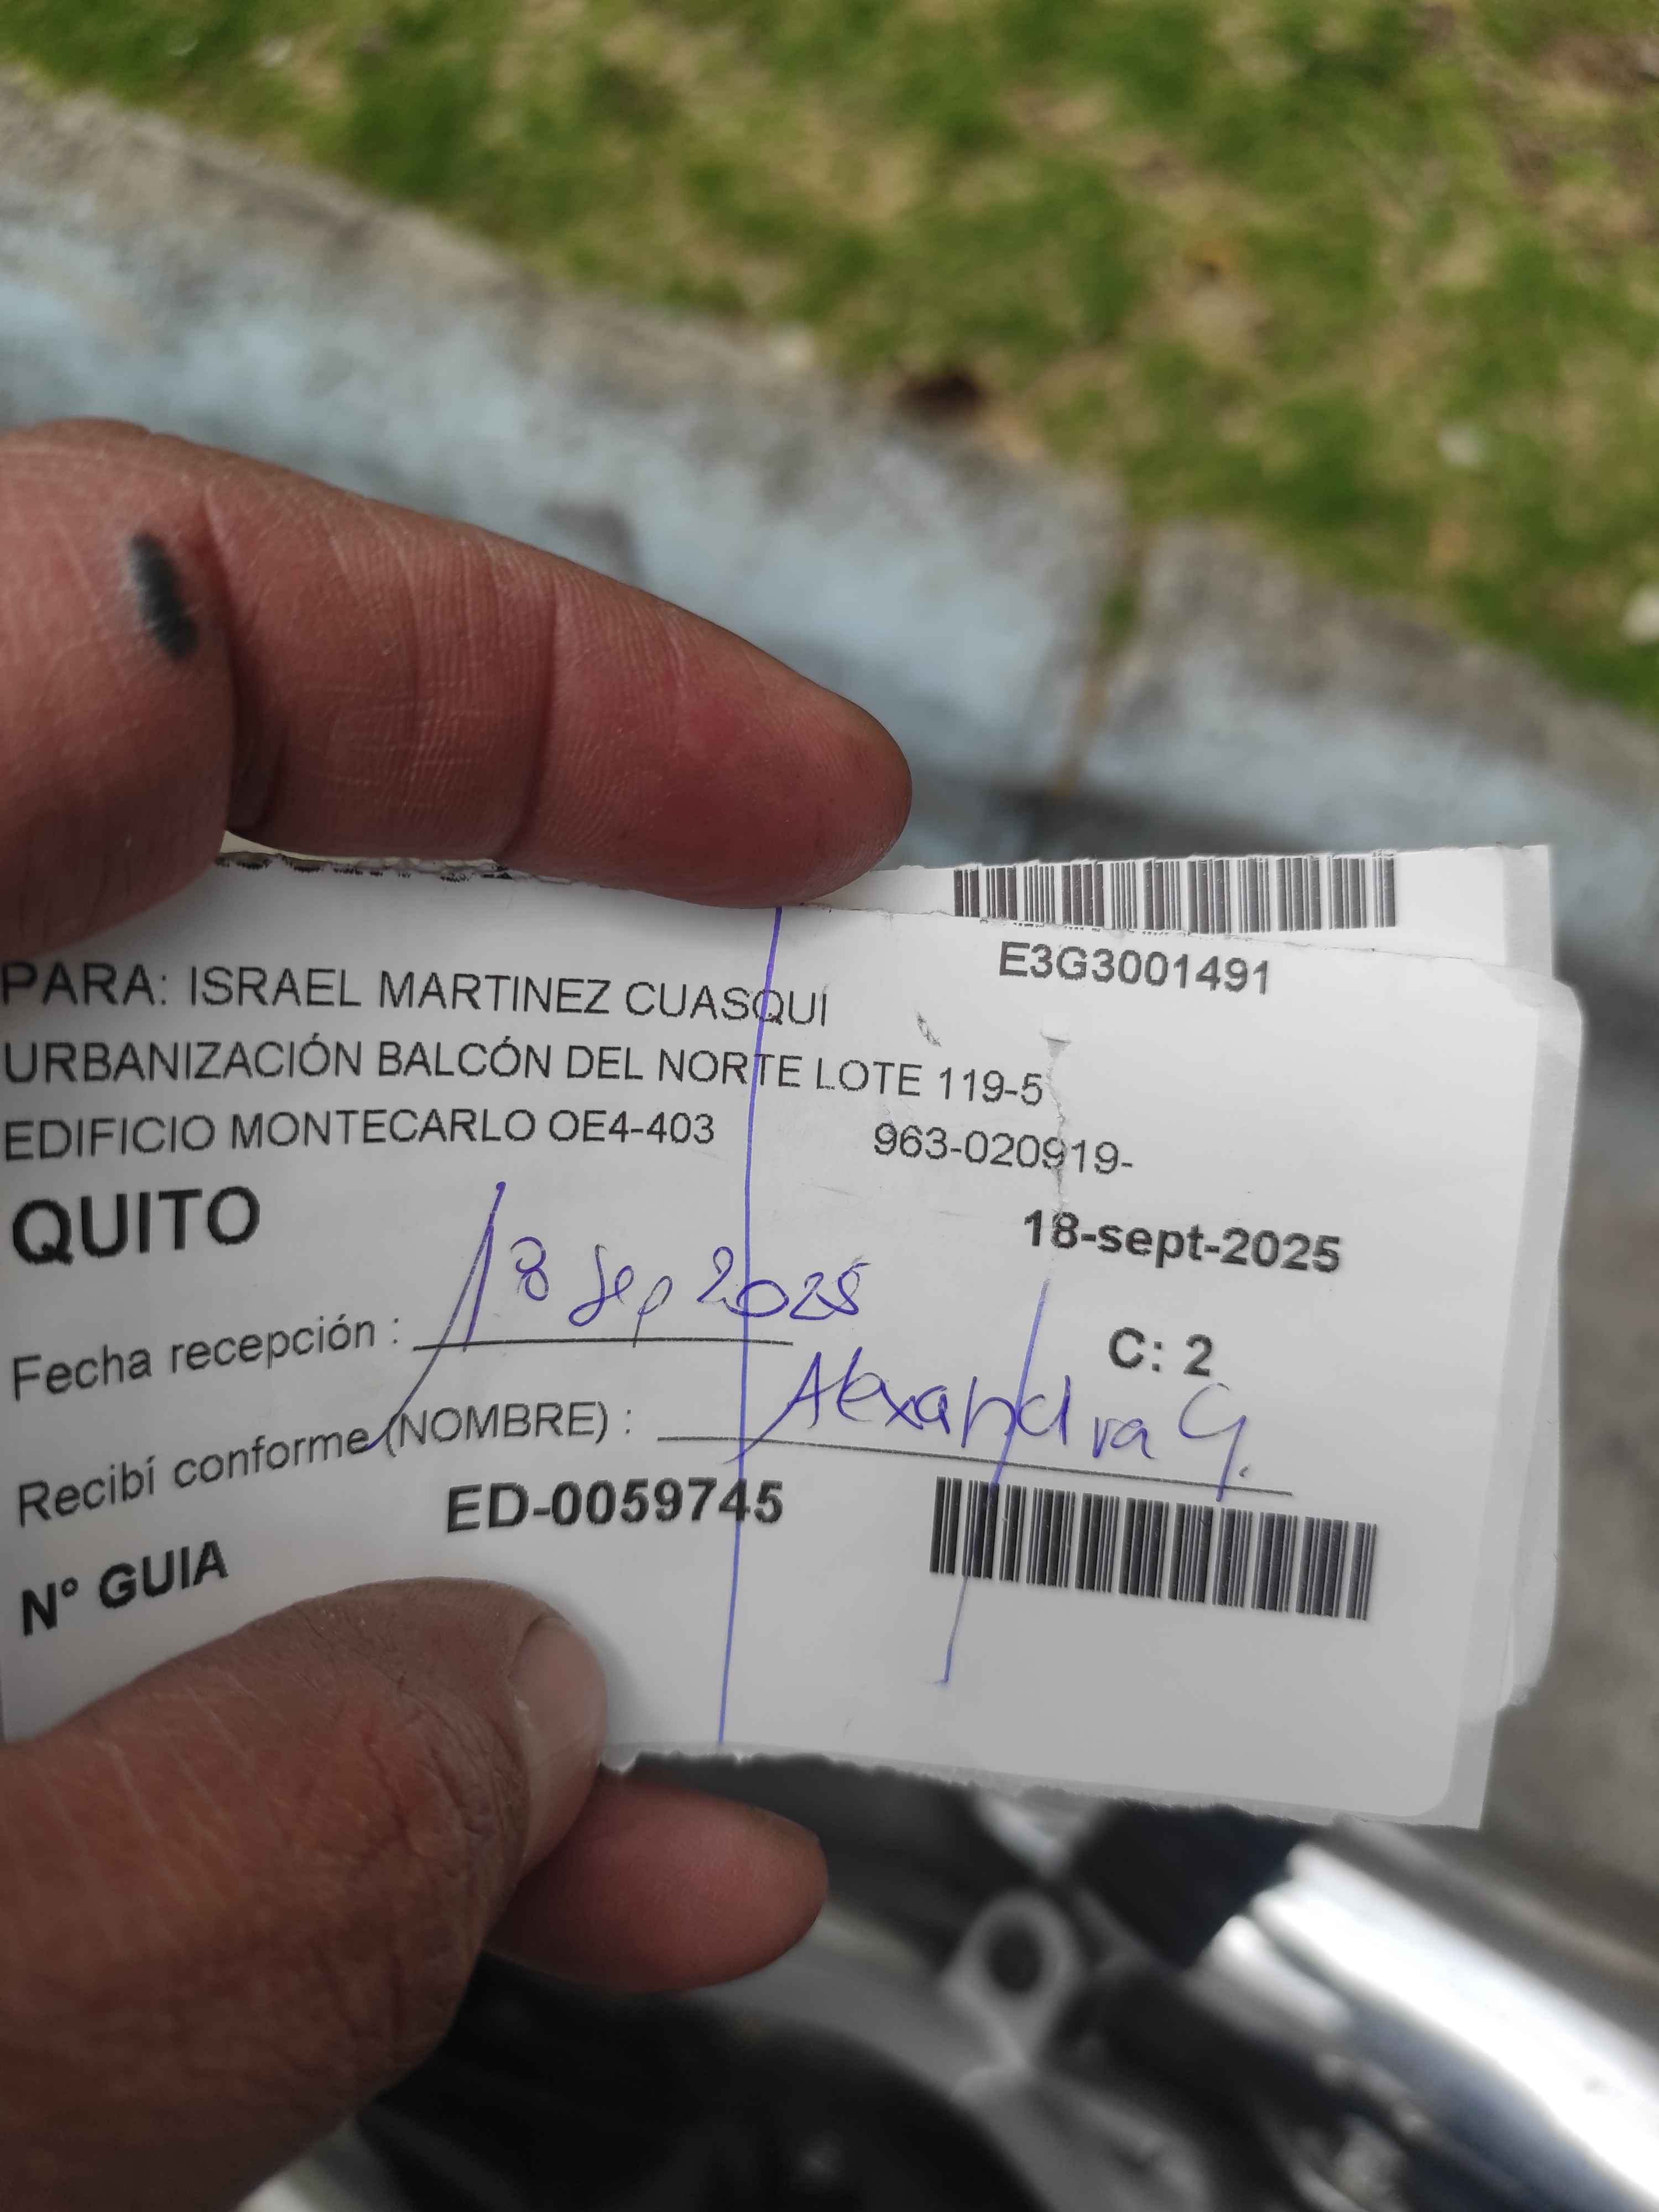 E3G3001491
PARA: ISRAEL MARTINEZ CUASQUI
URBANIZACIÓN BALCÓN DEL NORTE LOTE 119-5
EDIFICIO MONTECARLO OE4-403 963-020919-
QUITO
18-sept-2025
Fecha recepción : 18 Sep 2025
C: 2
Recibí conforme (NOMBRE) : Alexandra G.
Nº GUIA ED-0059745